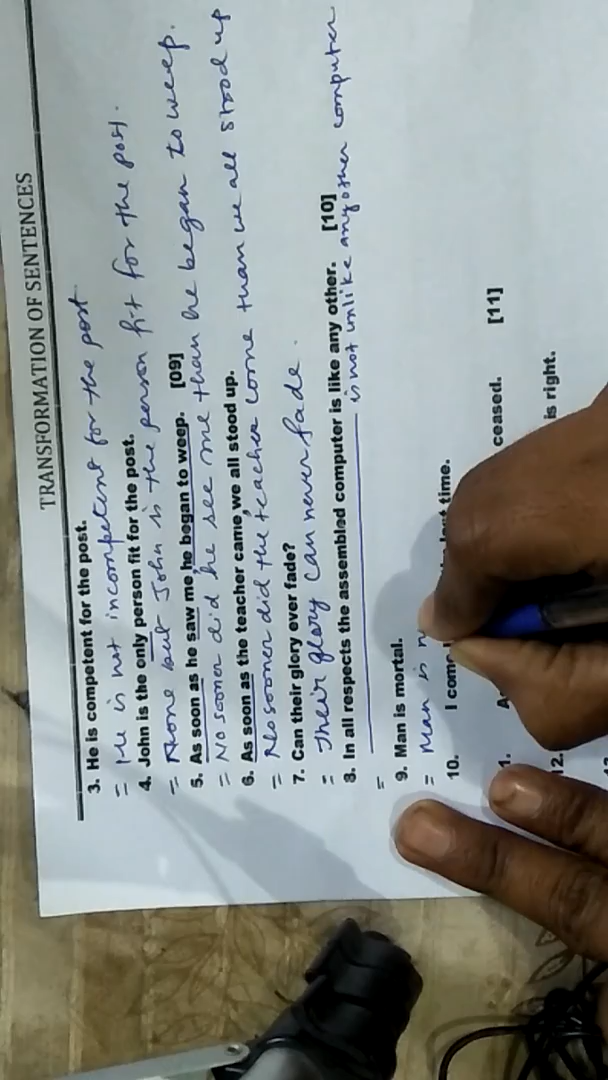 TRANSFORMATION OF SENTENCES
3. He is competent for the post.
= He is not incompetent for the post
4. John is the only person fit for the post.
= None but John is the person fit for the post.
5. As soon as he saw me he began to weep. [09]
= No sooner did he see me than he began to weep.
6. As soon as the teacher came we all stood up.
= No sooner did the teacher come than we all stood up
7. Can their glory ever fade?
= Their glory can never fade.
8. In all respects the assembled computer is like any other. [10]
= is not unlike any other computer
9. Man is mortal.
= Man is n
10. I come time.
ceased. [11]
12. is right.